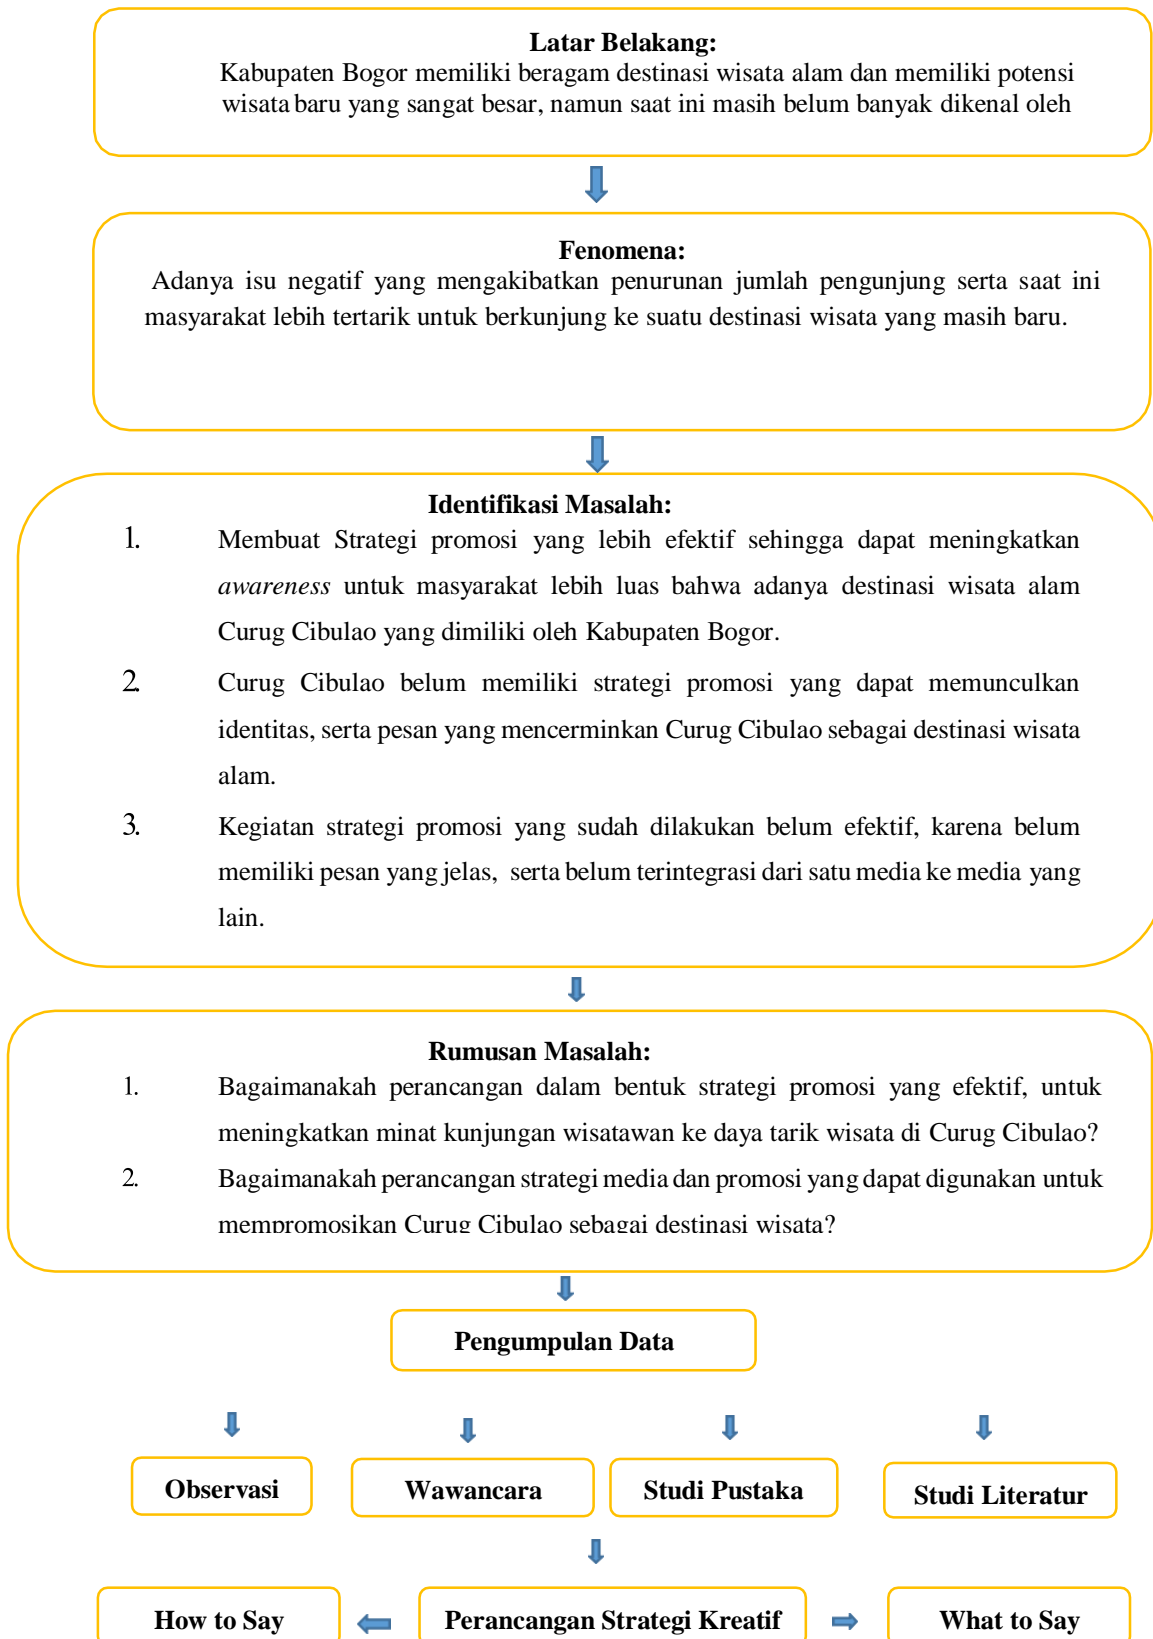 Latar Belakang:
Kabupaten Bogor memiliki beragam destinasi wisata alam dan memiliki potensi
wisata baru yang sangat besar, namun saat ini masih belum banyak dikenal oleh
Fenomena:
Adanya isu negatif yang mengakibatkan penurunan jumlah pengunjung serta saat ini
masyarakat lebih tertarik untuk berkunjung ke suatu destinasi wisata yang masih baru.
Identifikasi Masalah:
1. Membuat Strategi promosi yang lebih efektif sehingga dapat meningkatkan
awareness untuk masyarakat lebih luas bahwa adanya destinasi wisata alam
Curug Cibulao yang dimiliki oleh Kabupaten Bogor.
2. Curug Cibulao belum memiliki strategi promosi yang dapat memunculkan
identitas, serta pesan yang mencerminkan Curug Cibulao sebagai destinasi wisata
alam.
3. Kegiatan strategi promosi yang sudah dilakukan belum efektif, karena belum
memiliki pesan yang jelas, serta belum terintegrasi dari satu media ke media yang
lain.
Rumusan Masalah:
1. Bagaimanakah perancangan dalam bentuk strategi promosi yang efektif, untuk
meningkatkan minat kunjungan wisatawan ke daya tarik wisata di Curug Cibulao?
2. Bagaimanakah perancangan strategi media dan promosi yang dapat digunakan untuk
mempromosikan Curug Cibulao sebagai destinasi wisata?
Pengumpulan Data
Observasi
Wawancara
Studi Pustaka
Studi Literatur
How to Say
Perancangan Strategi Kreatif
What to Say